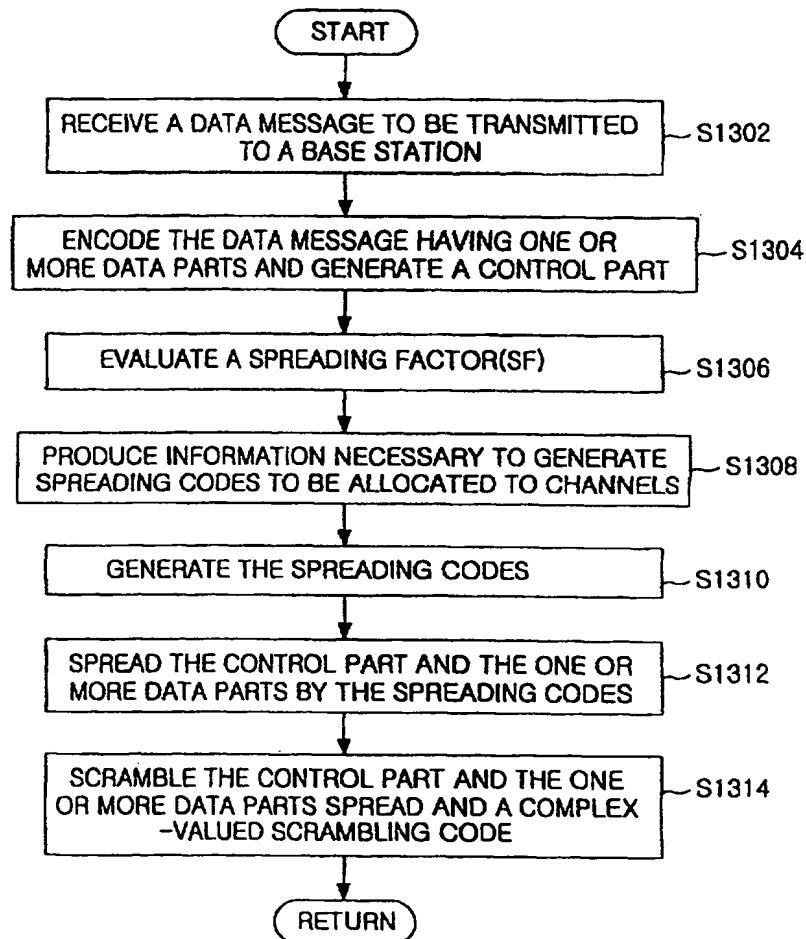 START
RECEIVE A DATA MESSAGE TO BE TRANSMITTED
TO A BASE STATION
S1302
ENCODE THE DATA MESSAGE HAVING ONE OR
MORE DATA PARTS AND GENERATE A CONTROL PART
S1304
EVALUATE A SPREADING FACTOR(SF)
S1306
PRODUCE INFORMATION NECESSARY TO GENERATE
SPREADING CODES TO BE ALLOCATED TO CHANNELS
S1308
GENERATE THE SPREADING CODES
S1310
SPREAD THE CONTROL PART AND THE ONE OR
MORE DATA PARTS BY THE SPREADING CODES
S1312
SCRAMBLE THE CONTROL PART AND THE ONE
OR MORE DATA PARTS SPREAD AND A COMPLEX
-VALUED SCRAMBLING CODE
S1314
RETURN